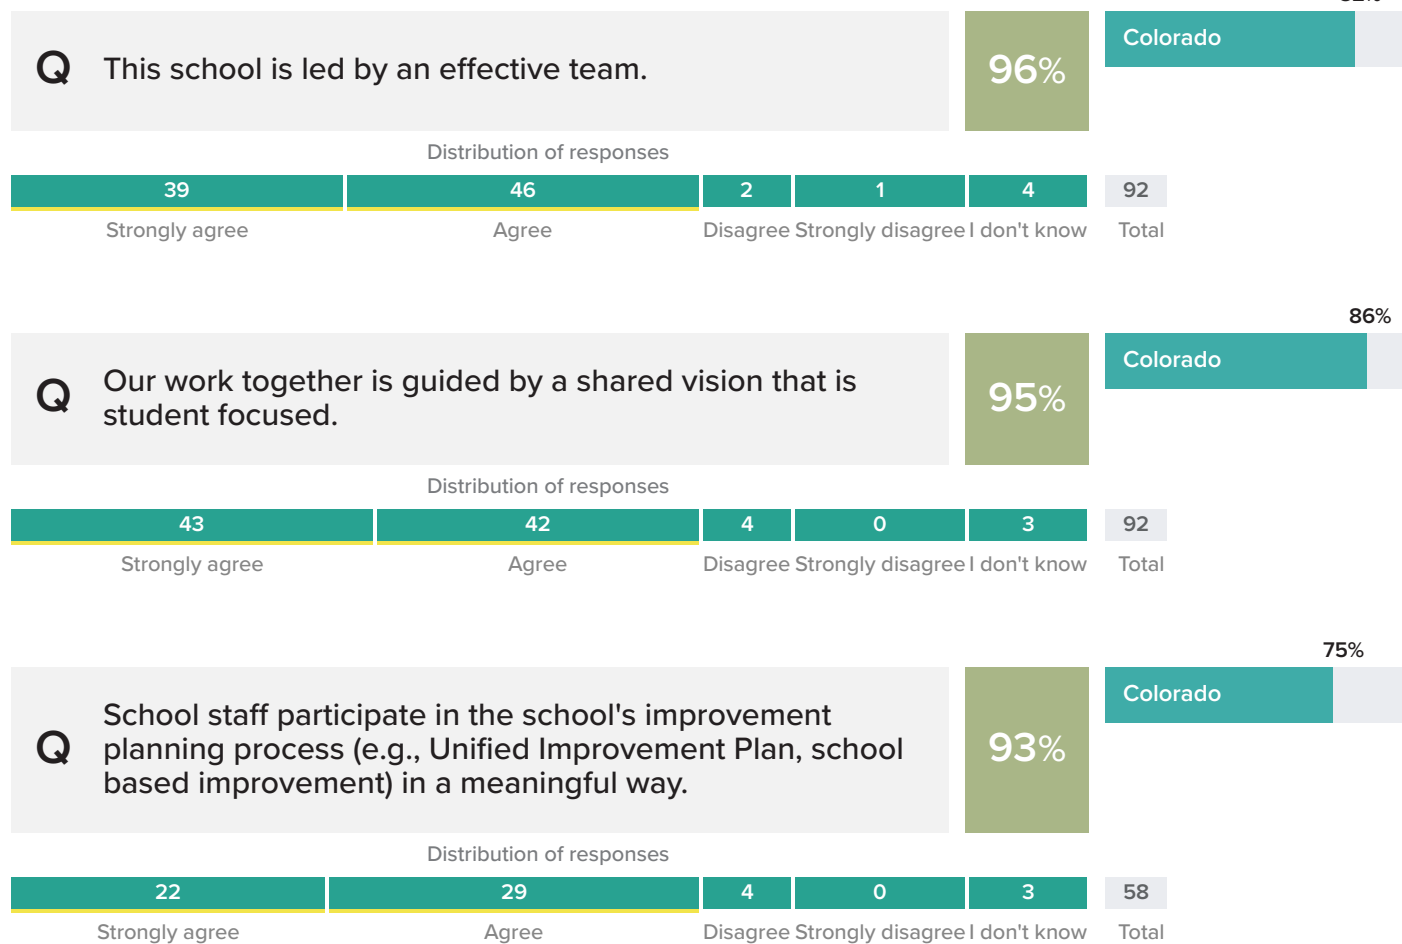 Q This school is led by an effective team.
96%
Colorado
Distribution of responses
39 46 2 1 4 92
Strongly agree Agree Disagree Strongly disagree I don't know Total
86%
Q Our work together is guided by a shared vision that is
student focused.
95%
Colorado
Distribution of responses
43 42 4 0 3 92
Strongly agree Agree Disagree Strongly disagree I don't know Total
75%
Q School staff participate in the school's improvement
planning process (e.g., Unified Improvement Plan, school
based improvement) in a meaningful way.
93%
Colorado
Distribution of responses
22 29 4 0 3 58
Strongly agree Agree Disagree Strongly disagree I don't know Total